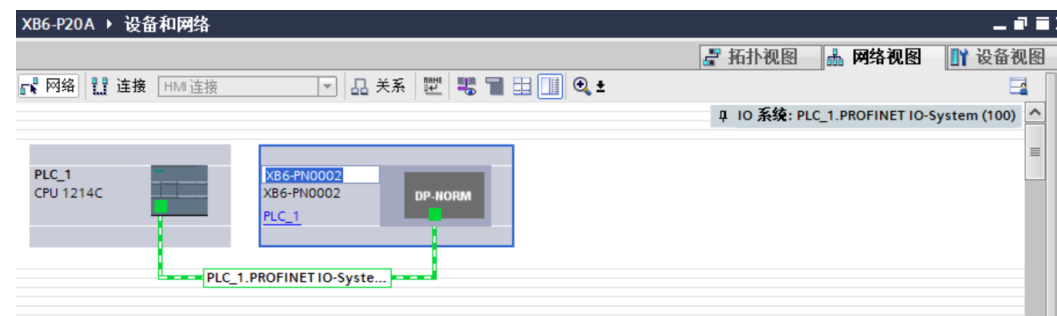 XB6-P20A ▸ 设备和网络
拓扑视图 网络视图 设备视图
网络 连接 HMI 连接 关系
IO 系统: PLC_1.PROFINET IO-System (100)
PLC_1
CPU 1214C
XB6-PN0002
XB6-PN0002
PLC_1
DP-NORM
PLC_1.PROFINET IO-Syste...